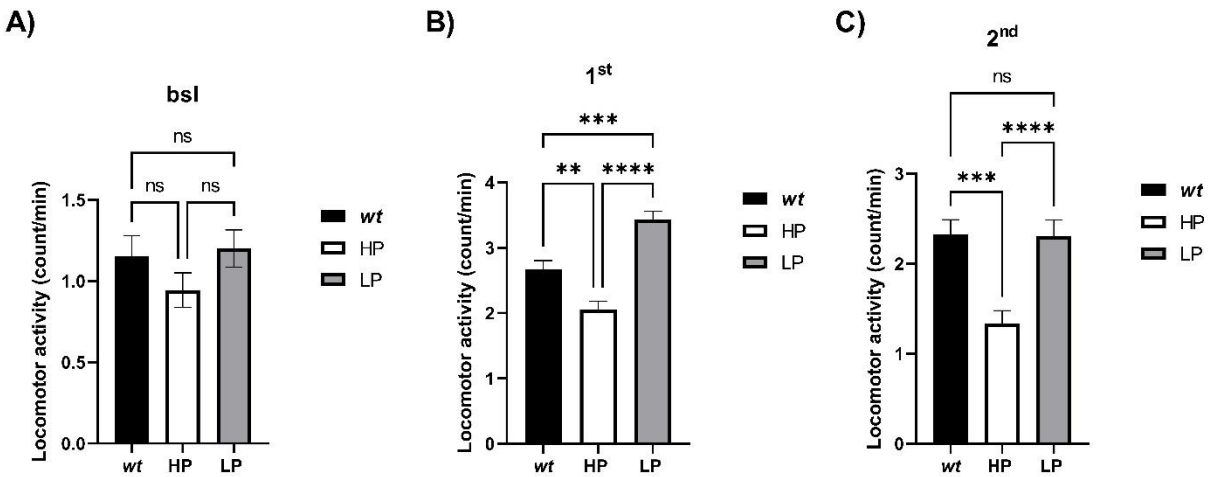 A)
bsl
ns
ns
ns
Locomotor activity (count/min)
1.5
1.0
0.5
0.0
wt
HP
LP
wt
HP
LP
B)
1st
***
**
****
Locomotor activity (count/min)
4
3
2
1
0
wt
HP
LP
wt
HP
LP
C)
2nd
ns
****
***
Locomotor activity (count/min)
3
2
1
0
wt
HP
LP
wt
HP
LP